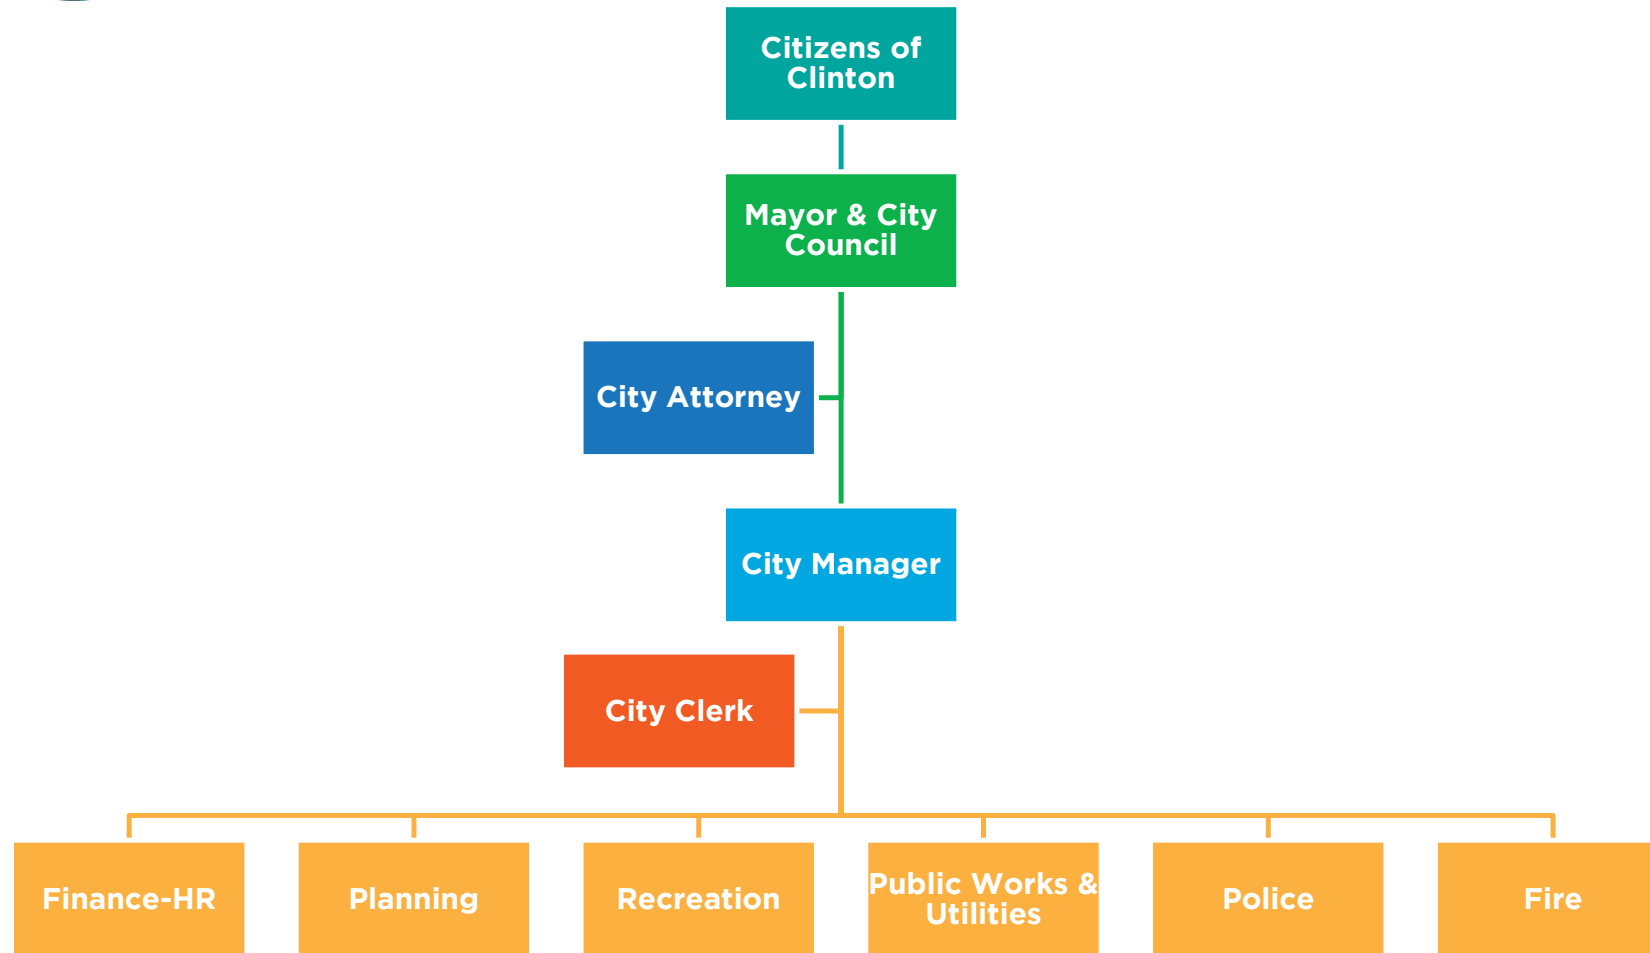 Citizens of
Clinton
Mayor & City
Council
City Attorney
City Manager
City Clerk
Finance-HR
Planning
Recreation
Public Works &
Utilities
Police
Fire